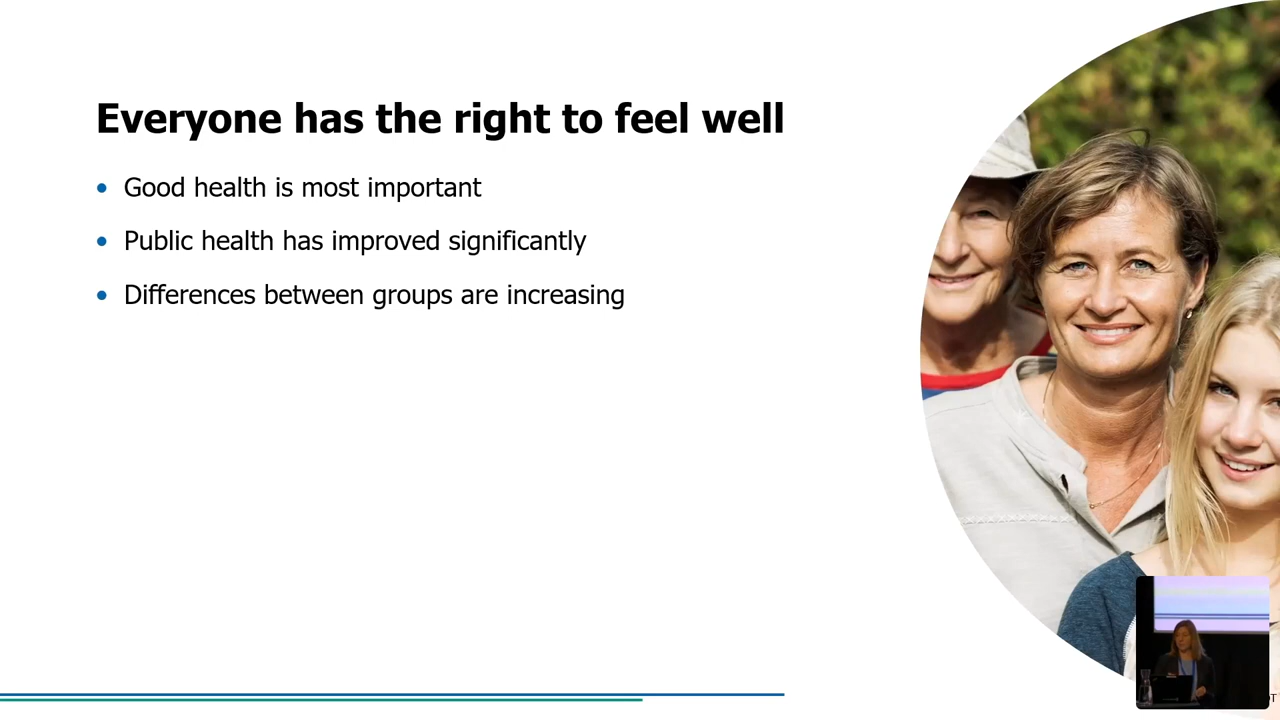 Everyone has the right to feel well
Good health is most important
Public health has improved significantly
Differences between groups are increasing